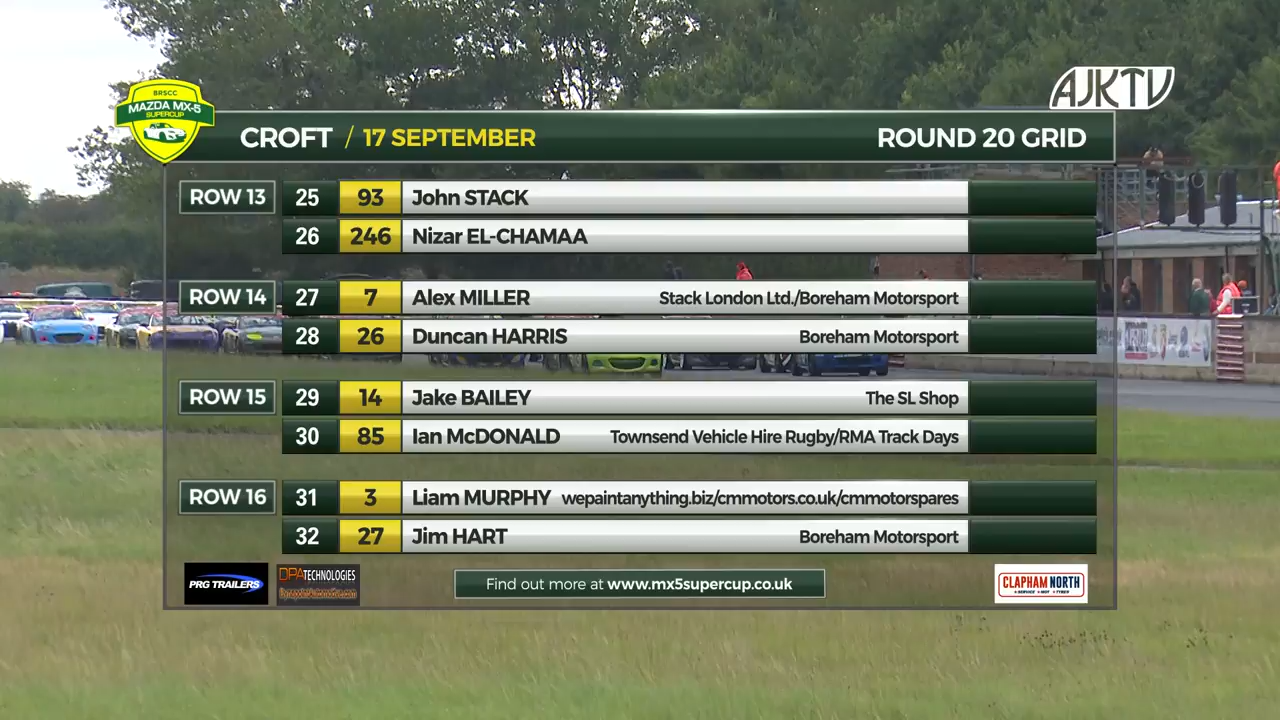 AJKTV
BRSCC
MAZDA MX-5
SUPERCUP
CROFT / 17 SEPTEMBER ROUND 20 GRID
ROW 13 25 93 John STACK
26 246 Nizar EL-CHAMAA
ROW 14 27 7 Alex MILLER Stack London Ltd./Boreham Motorsport
28 26 Duncan HARRIS Boreham Motorsport
ROW 15 29 14 Jake BAILEY The SL Shop
30 85 Ian McDONALD Townsend Vehicle Hire Rugby/RMA Track Days
ROW 16 31 3 Liam MURPHY wepaintanything.biz/cmmotors.co.uk/cmmotorspares
32 27 Jim HART Boreham Motorsport
PRG TRAILERS
DPA TECHNOLOGIES
Find out more at www.mx5supercup.co.uk
CLAPHAM NORTH
SERVICE MOT TYRES